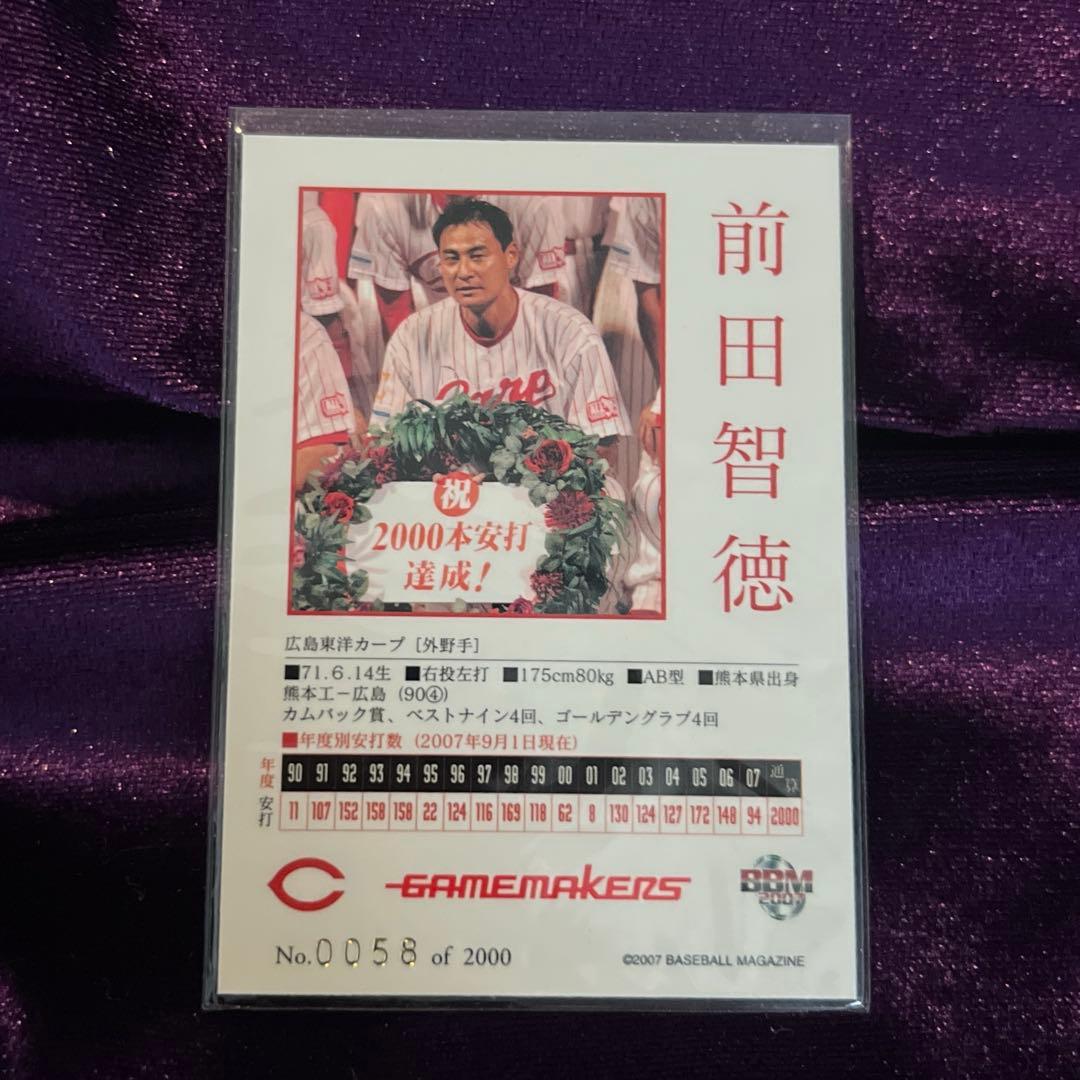 前田智徳
Carp
祝
2000本安打
達成!
広島東洋カープ [外野手]
■71.6.14生 ■右投左打 ■175cm80kg ■AB型 ■熊本県出身
熊本工−広島 (90④)
カムバック賞、ベストナイン4回、ゴールデングラブ4回
■年度別安打数 (2007年9月1日現在)
年度 90 91 92 93 94 95 96 97 98 99 00 01 02 03 04 05 06 07 通算
安打 11 107 152 158 158 22 124 116 169 118 62 8 130 124 127 172 148 94 2000
C GAMEMAKERS BBM 2007
No.0058 of 2000 ©2007 BASEBALL MAGAZINE